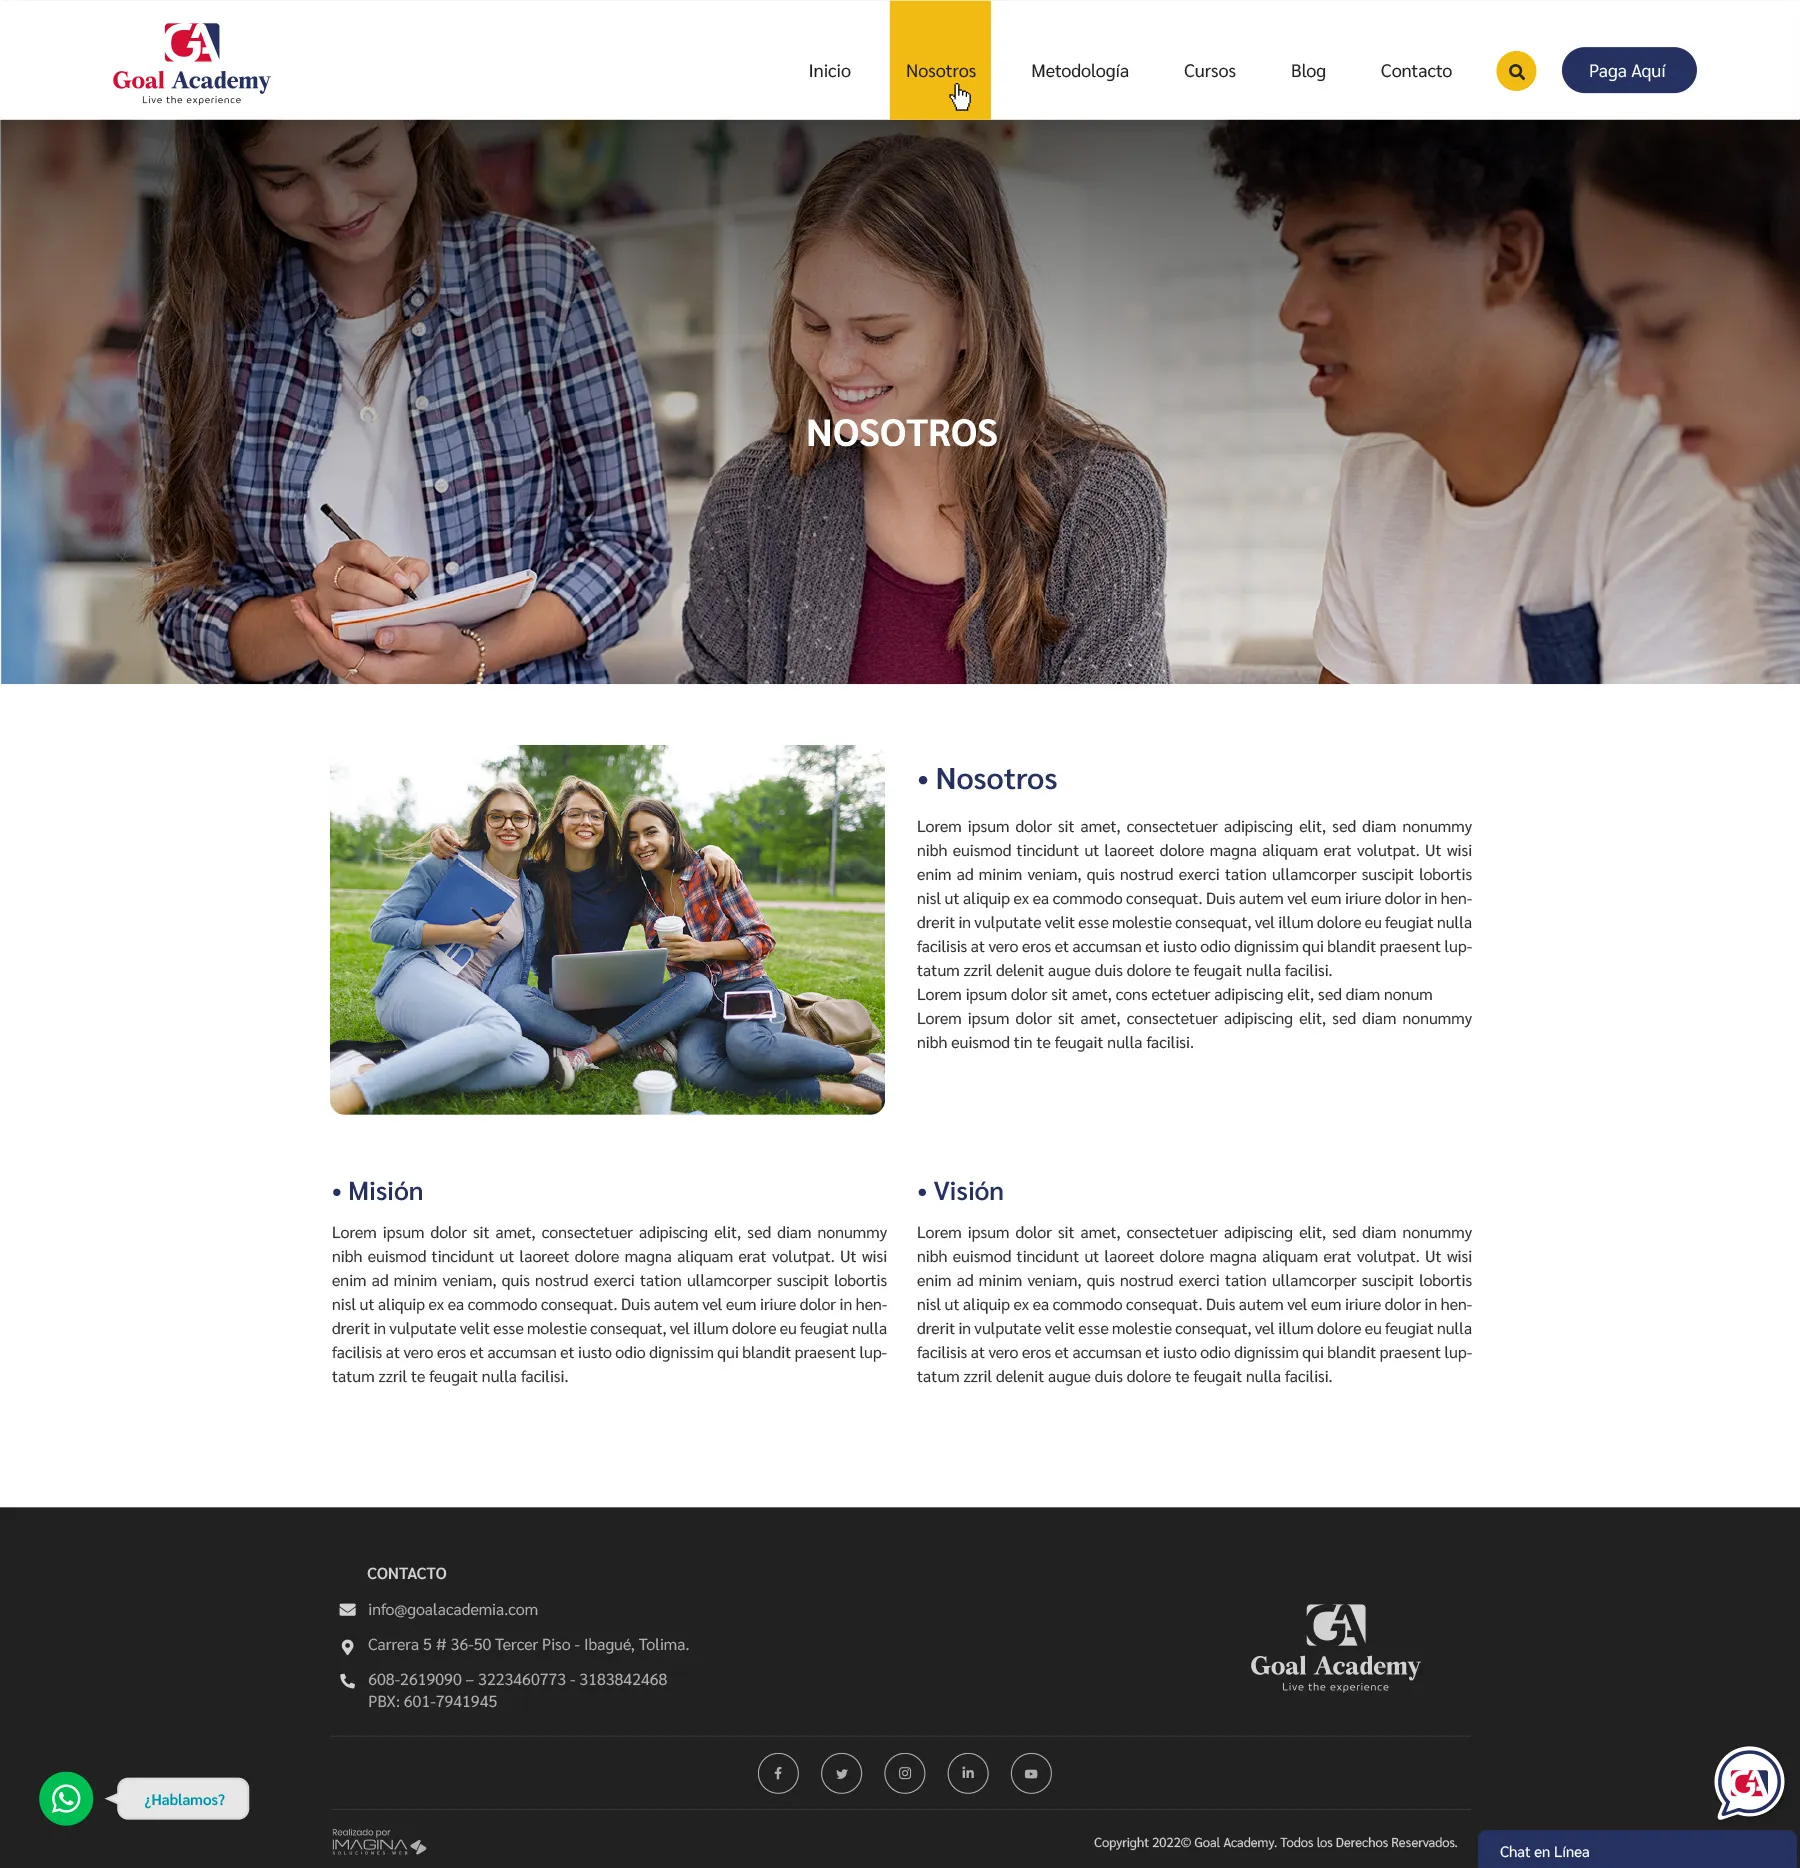 GA
Goal Academy
Live the experience
Inicio
Nosotros
Metodología
Cursos
Blog
Contacto
Paga Aquí
NOSOTROS
• Nosotros
Lorem ipsum dolor sit amet, consectetuer adipiscing elit, sed diam nonummy
nibh euismod tincidunt ut laoreet dolore magna aliquam erat volutpat. Ut wisi
enim ad minim veniam, quis nostrud exerci tation ullamcorper suscipit lobortis
nisl ut aliquip ex ea commodo consequat. Duis autem vel eum iriure dolor in hen-
drerit in vulputate velit esse molestie consequat, vel illum dolore eu feugiat nulla
facilisis at vero eros et accumsan et iusto odio dignissim qui blandit praesent lup-
tatum zzril delenit augue duis dolore te feugait nulla facilisi.
Lorem ipsum dolor sit amet, cons ectetuer adipiscing elit, sed diam nonum
Lorem ipsum dolor sit amet, consectetuer adipiscing elit, sed diam nonummy
nibh euismod tin te feugait nulla facilisi.
• Misión
Lorem ipsum dolor sit amet, consectetuer adipiscing elit, sed diam nonummy
nibh euismod tincidunt ut laoreet dolore magna aliquam erat volutpat. Ut wisi
enim ad minim veniam, quis nostrud exerci tation ullamcorper suscipit lobortis
nisl ut aliquip ex ea commodo consequat. Duis autem vel eum iriure dolor in hen-
drerit in vulputate velit esse molestie consequat, vel illum dolore eu feugiat nulla
facilisis at vero eros et accumsan et iusto odio dignissim qui blandit praesent lup-
tatum zzril te feugait nulla facilisi.
• Visión
Lorem ipsum dolor sit amet, consectetuer adipiscing elit, sed diam nonummy
nibh euismod tincidunt ut laoreet dolore magna aliquam erat volutpat. Ut wisi
enim ad minim veniam, quis nostrud exerci tation ullamcorper suscipit lobortis
nisl ut aliquip ex ea commodo consequat. Duis autem vel eum iriure dolor in hen-
drerit in vulputate velit esse molestie consequat, vel illum dolore eu feugiat nulla
facilisis at vero eros et accumsan et iusto odio dignissim qui blandit praesent lup-
tatum zzril delenit augue duis dolore te feugait nulla facilisi.
CONTACTO
info@goalacademia.com
Carrera 5 # 36-50 Tercer Piso - Ibagué, Tolima.
608-2619090 – 3223460773 - 3183842468
PBX: 601-7941945
GA
Goal Academy
Live the experience
¿Hablamos?
GA
Realizado por
IMAGINA
SOLUCIONES WEB
Copyright 2022© Goal Academy. Todos los Derechos Reservados.
Chat en Línea